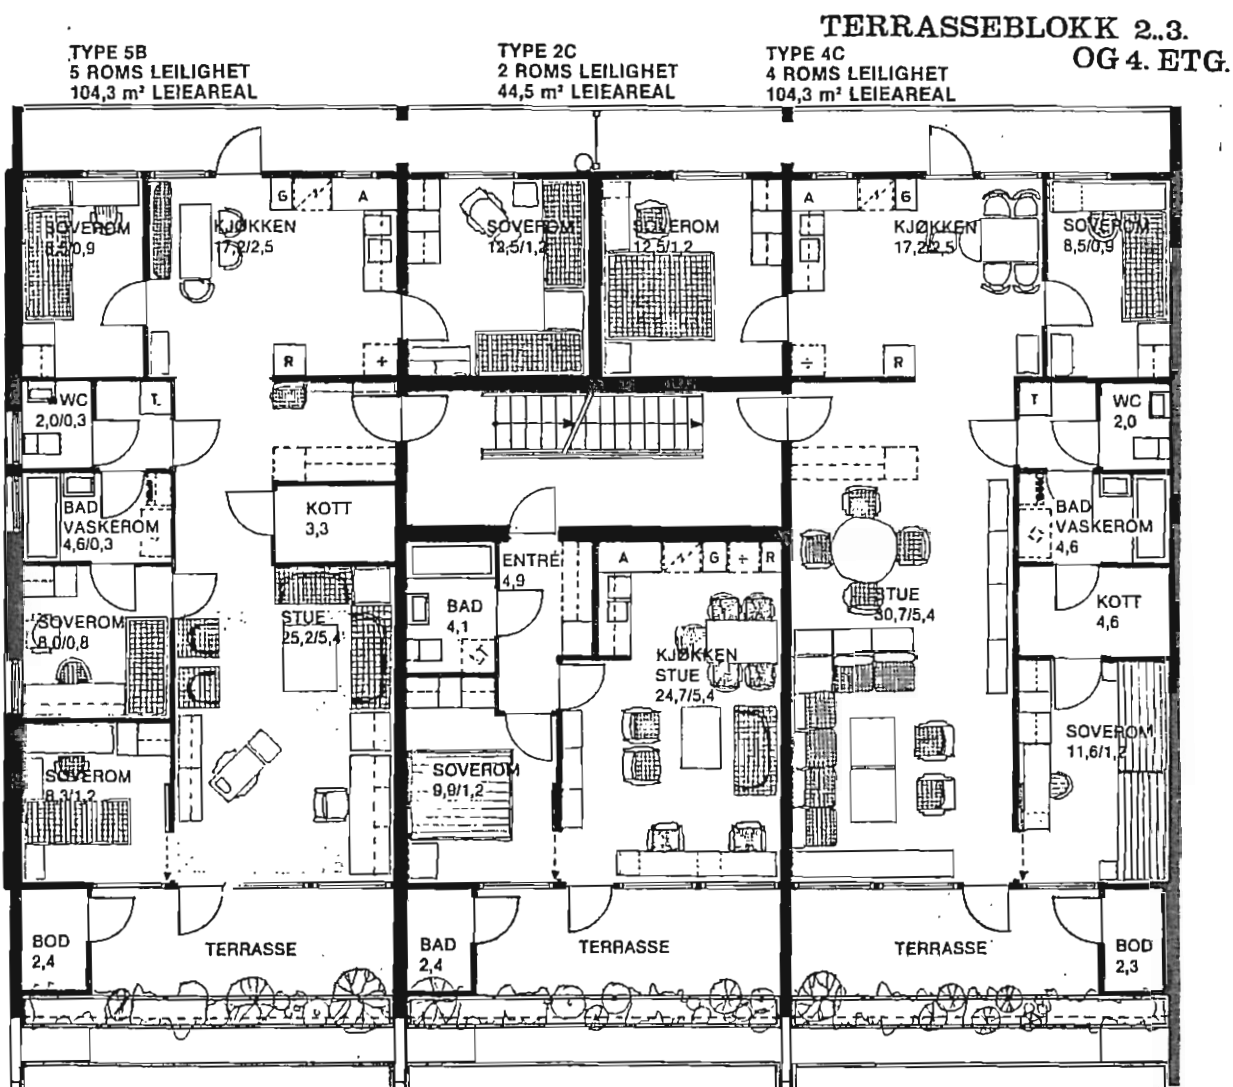 TERRASSEBLOKK 2..3.
OG 4. ETG.
TYPE 5B
5 ROMS LEILIGHET
104,3 m² LEIEAREAL
TYPE 2C
2 ROMS LEILIGHET
44,5 m² LEIEAREAL
TYPE 4C
4 ROMS LEILIGHET
104,3 m² LEIEAREAL
SOVEROM
8,5/0,9
KJØKKEN
17,2/2,5
G
A
R
+
SOVEROM
12,5/1,2
SOVEROM
12,5/1,2
A
G
KJØKKEN
17,2/2,5
÷
R
SOVEROM
8,5/0,9
WC
2,0/0,3
T.
BAD
VASKEROM
4,6/0,3
KOTT
3,3
SOVEROM
8,0/0,8
STUE
25,2/5,4
SOVEROM
8,3/1,2
ENTRÉ
4,9
BAD
4,1
A
G
÷
R
KJØKKEN
STUE
24,7/5,4
SOVEROM
9,9/1,2
STUE
30,7/5,4
T
WC
2,0
BAD
VASKEROM
4,6
KOTT
4,6
SOVEROM
11,6/1,2
BOD
2,4
TERRASSE
BAD
2,4
TERRASSE
TERRASSE
BOD
2,3